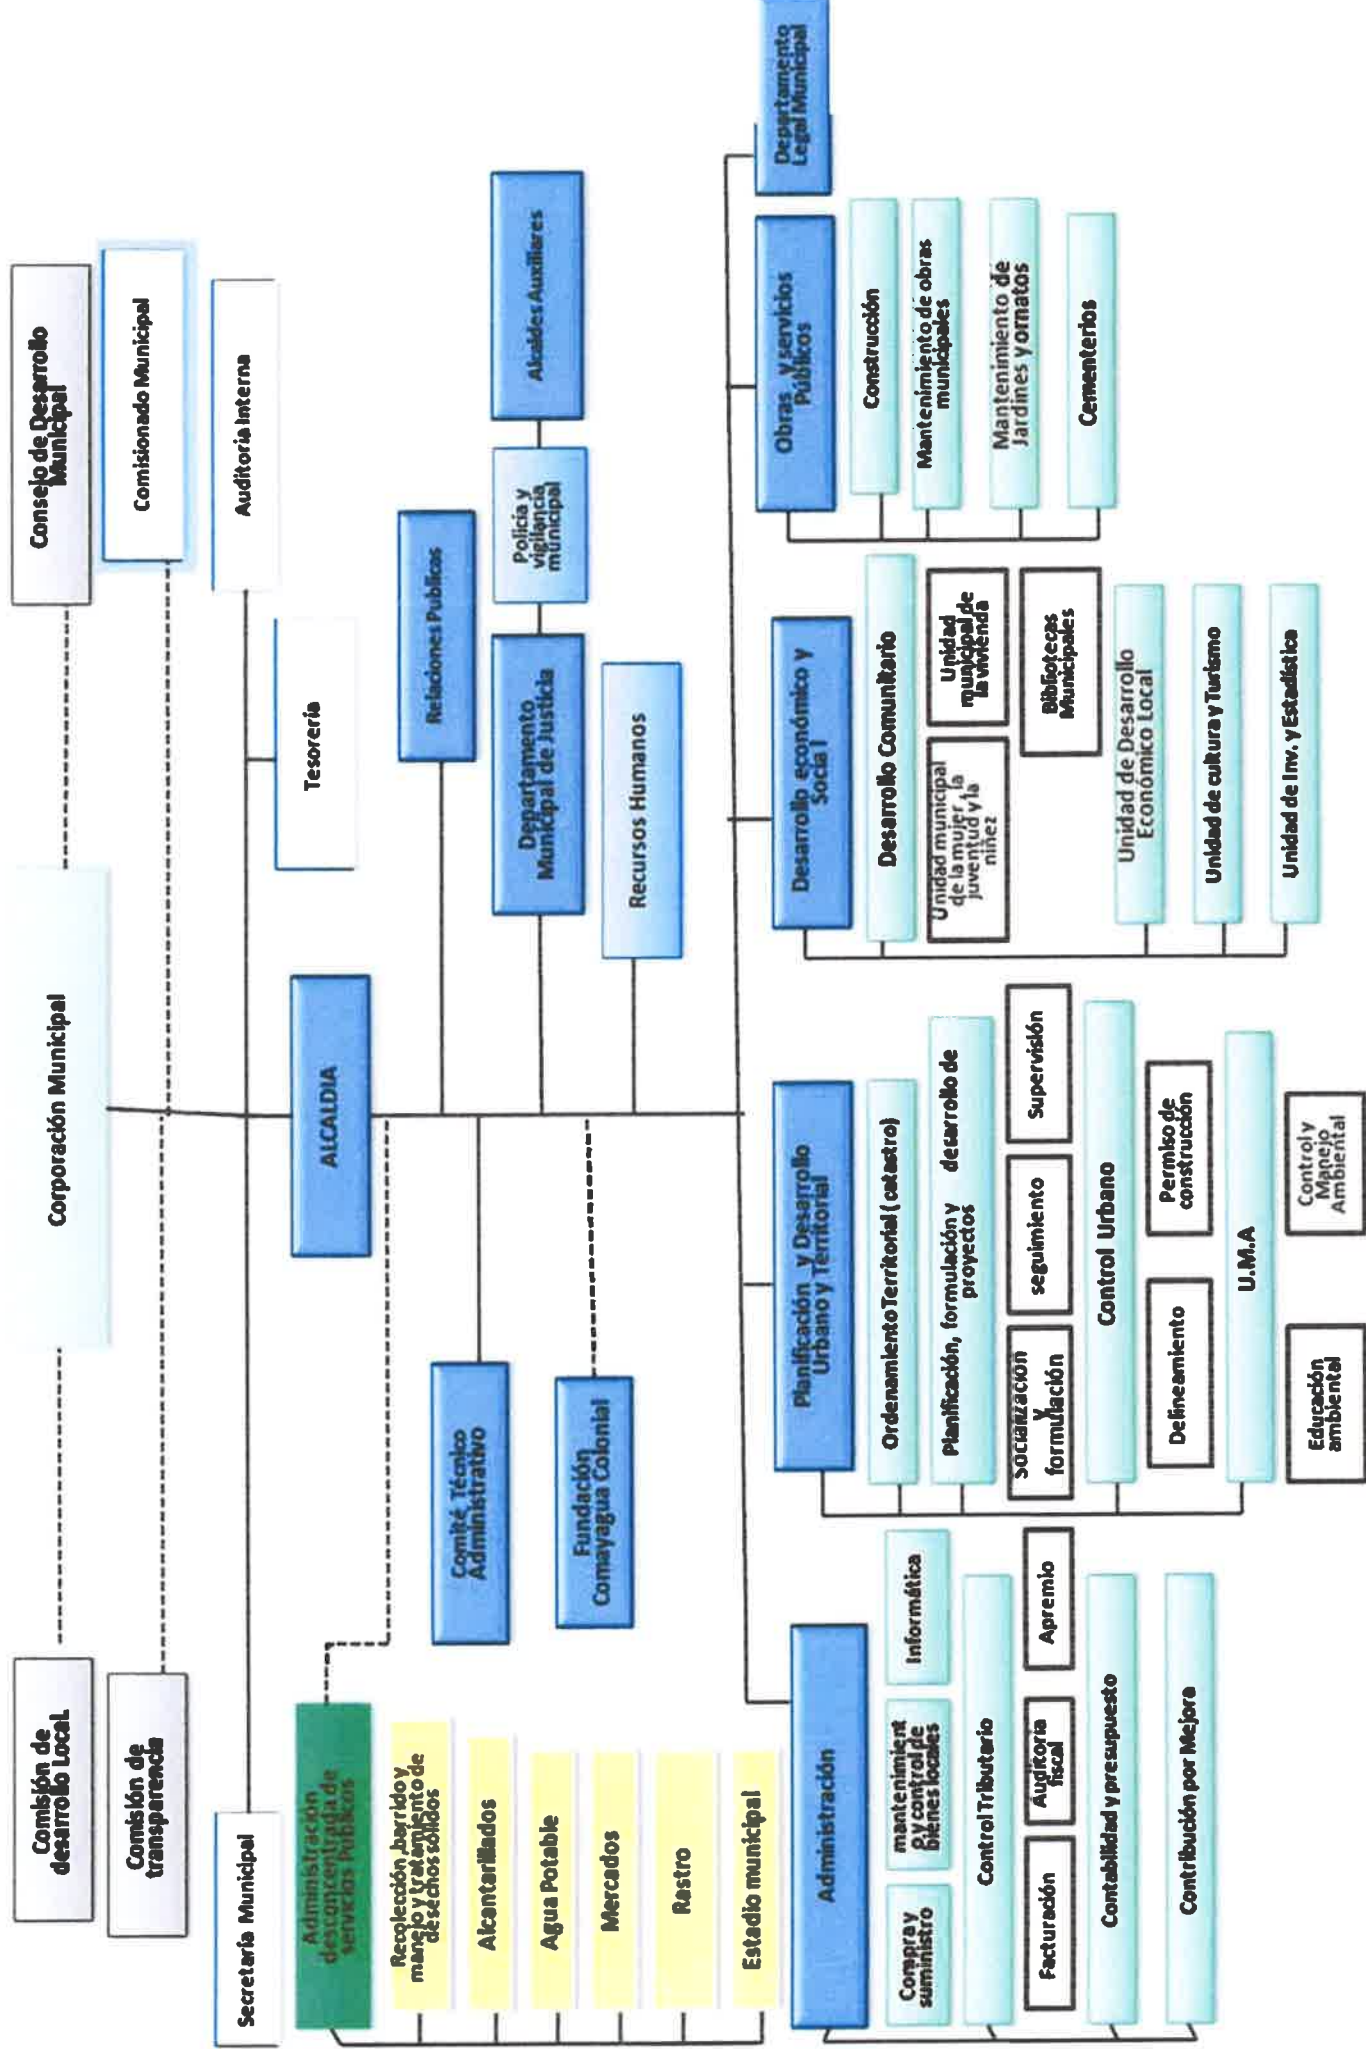 Consejo de Desarrollo
Municipal
Corporación Municipal
Comisión de
desarrollo Local.
Comisionado Municipal
Comisión de
transparencia
Auditoria Interna
Secretaria Municipal
Tesorería
ALCALDIA
Administración
desconcentrada de
servicios Públicos
Recolección ,barrido y
manejo y tratamiento de
desechos sólidos
Alcantarillados
Agua Potable
Mercados
Rastro
Estadio municipal
Relaciones Publicas
Comité Técnico
Administrativo
Departamento
Municipal de Justicia
Policía y
vigilancia
municipal
Alcaldes Auxiliares
Fundación
Comayagua Colonial
Recursos Humanos
Administración
Compra y
suministro
mantenimient
o y control de
bienes locales
Informática
Control Tributario
Facturación
Auditoria
fiscal
Apremio
Contabilidad y presupuesto
Contribución por Mejora
Planificación y Desarrollo
Urbano y Territorial
Ordenamiento Territorial ( catastro)
Planificación, formulación y desarrollo de
proyectos
socialización
y
formulación
seguimiento
Supervisión
Control Urbano
Delineamiento
Permiso de
construcción
U.M.A
Educación
ambiental
Control y
Manejo
Ambiental
Desarrollo económico y
Socia l
Desarrollo Comunitario
Unidad municipal
de la mujer , la
juventud y la
niñez
Unidad
municipal de
la vivienda
Bibliotecas
Municipales
Unidad de Desarrollo
Económico Local
Unidad de cultura y Turismo
Unidad de Inv. y Estadística
Obras y servicios
Públicos
Construcción
Mantenimiento de obras
municipales
Mantenimiento de
Jardines y ornatos
Cementerios
Departamento
Legal Municipal